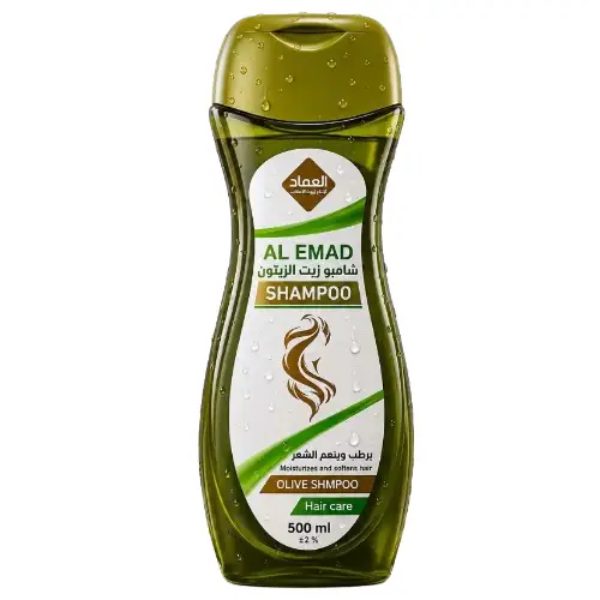 العماد
AL EMAD
شامبو زيت الزيتون
SHAMPOO
يرطب وينعم الشعر
Moisturizes and softens hair
OLIVE SHMPOO
Hair care
500 ml
±2 %